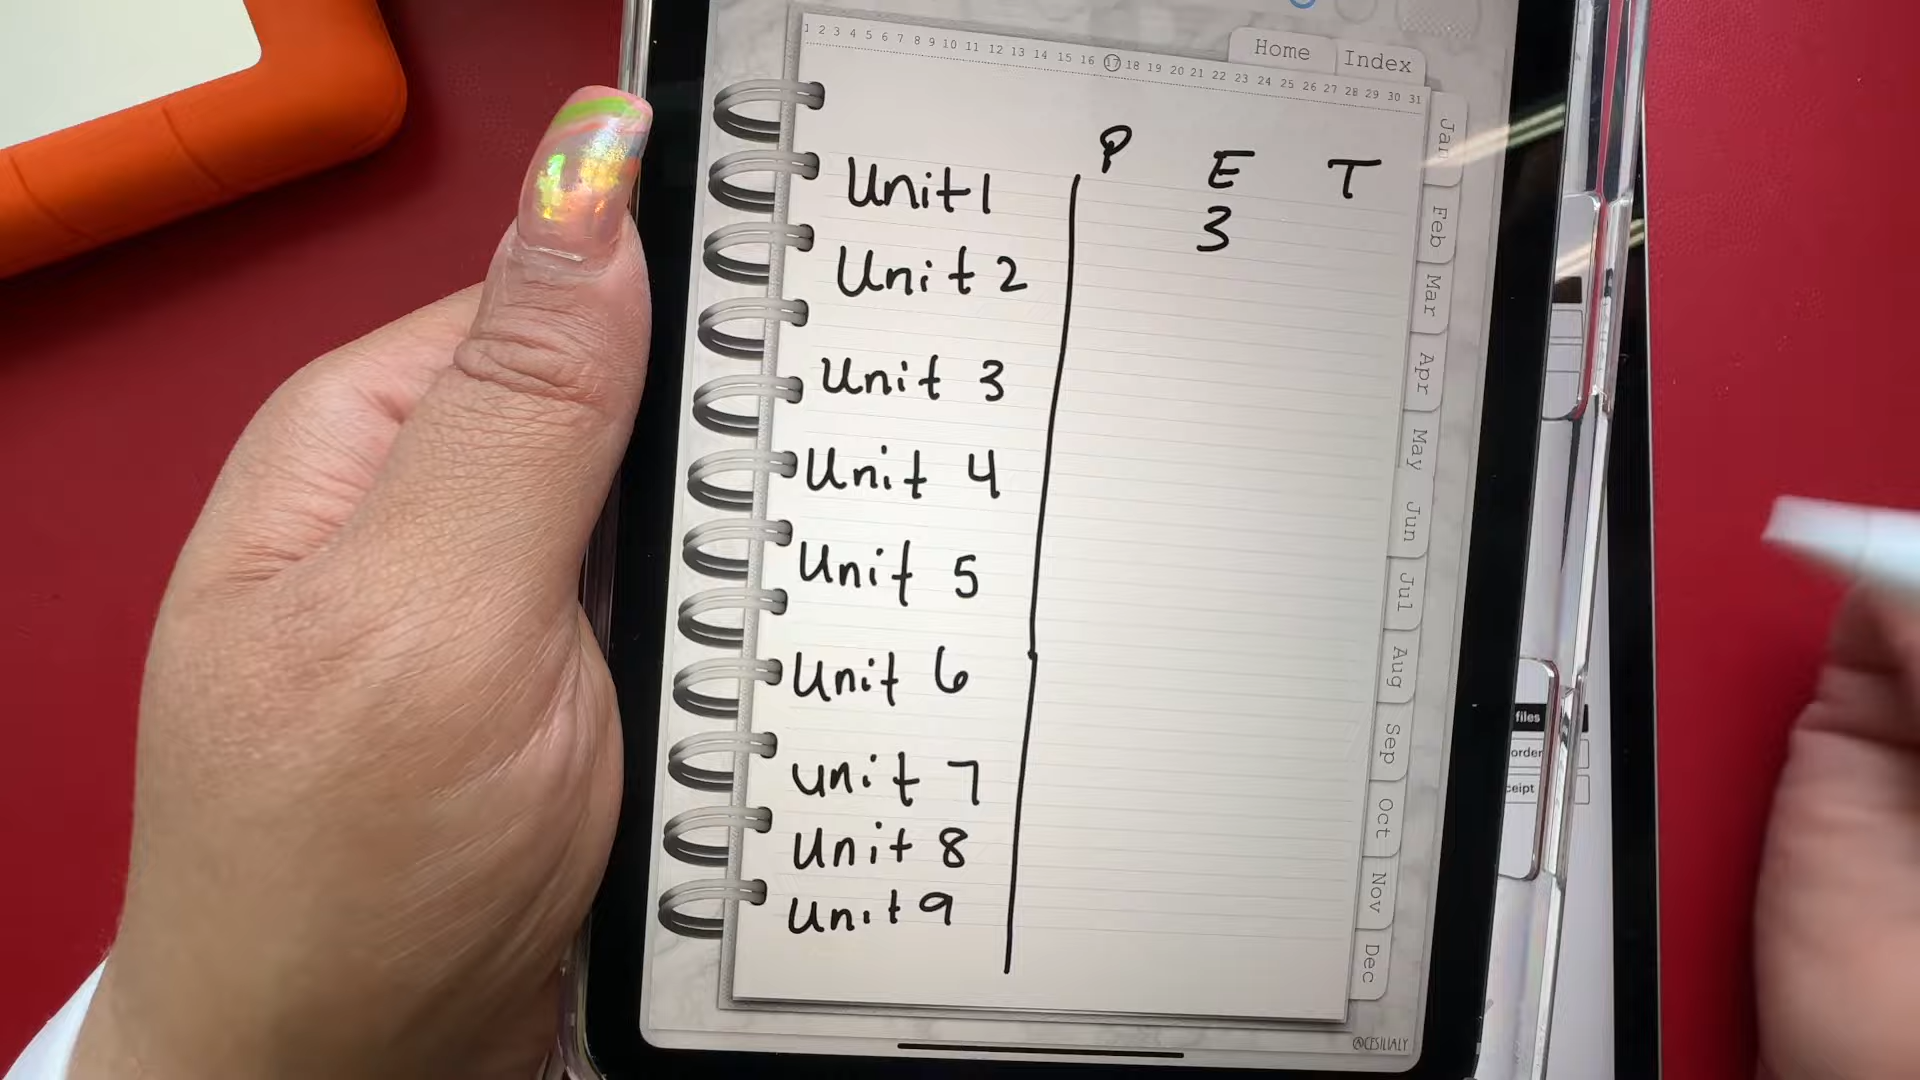 Home Index
1 2 3 4 5 6 7 8 9 10 11 12 13 14 15 16 17 18 19 20 21 22 23 24 25 26 27 28 29 30 31
P E T
Unit 1
3
Unit 2
Unit 3
Unit 4
Unit 5
Unit 6
unit 7
Unit 8
Unit 9
Jan
Feb
Mar
Apr
May
Jun
Jul
Aug
Sep
Oct
Nov
Dec
files
order
ceipt
@CESILIALY